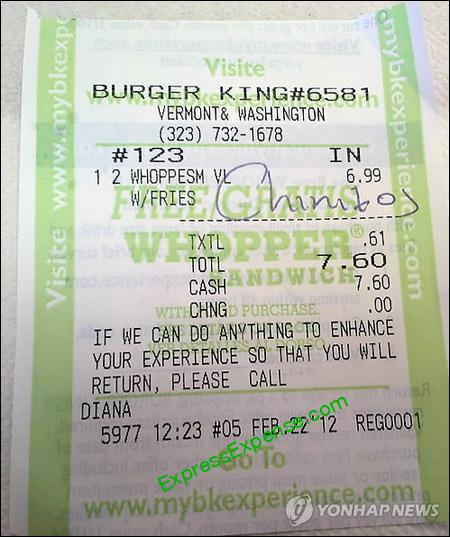 Visite
BURGER KING#6581
www.mybkexperience.com
VERMONT& WASHINGTON
(323) 732-1678
#123 IN
1 2 WHOPPESM VL 6.99
W/FRIES
Chinitos
FREE/GRATIS
WHOPPER®
SANDWICH
TXTL .61
TOTL 7.60
CASH 7.60
CHNG .00
WITH PURCHASE.
IF WE CAN DO ANYTHING TO ENHANCE
YOUR EXPERIENCE SO THAT YOU WILL
RETURN, PLEASE CALL
DIANA
5977 12:23 #05 FEB.22'12 REG0001
ExpressExpense.com
Go To
www.mybkexperience.com
Visite www.mybkexperience
www.mybkexperience.com
YONHAP NEWS